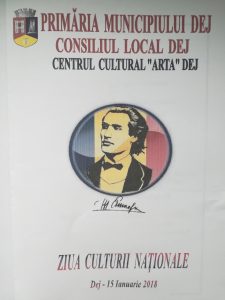 PRIMĂRIA MUNICIPIULUI DEJ
CONSILIUL LOCAL DEJ
CENTRUL CULTURAL "ARTA" DEJ
ZIUA CULTURII NAȚIONALE
Dej - 15 Ianuarie 2018